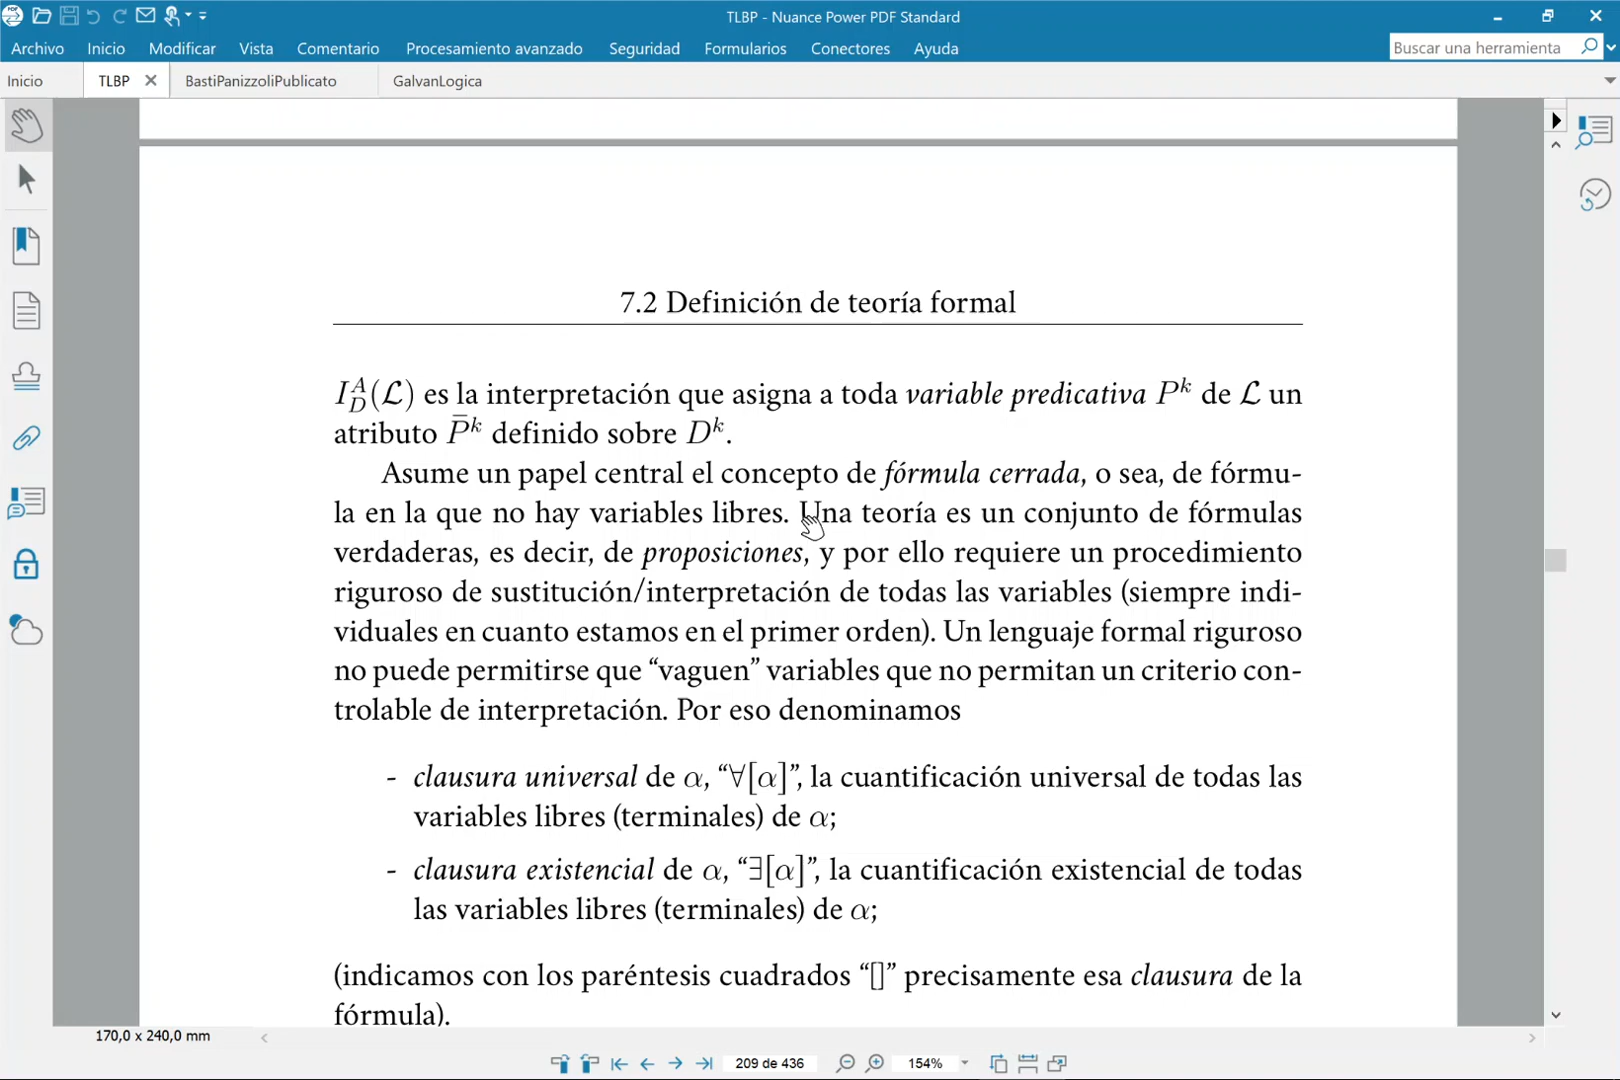 TLBP - Nuance Power PDF Standard
Archivo Inicio Modificar Vista Comentario Procesamiento avanzado Seguridad Formularios Conectores Ayuda
Buscar una herramienta
Inicio TLBP BastiPanizzoliPublicato GalvanLogica
7.2 Definición de teoría formal
I_D^A(ℒ) es la interpretación que asigna a toda variable predicativa P^k de ℒ un
atributo P̄^k definido sobre D^k.
Asume un papel central el concepto de fórmula cerrada, o sea, de fórmu-
la en la que no hay variables libres. Una teoría es un conjunto de fórmulas
verdaderas, es decir, de proposiciones, y por ello requiere un procedimiento
riguroso de sustitución/interpretación de todas las variables (siempre indi-
viduales en cuanto estamos en el primer orden). Un lenguaje formal riguroso
no puede permitirse que “vaguen” variables que no permitan un criterio con-
trolable de interpretación. Por eso denominamos
- clausura universal de α, “∀[α]”, la cuantificación universal de todas las
variables libres (terminales) de α;
- clausura existencial de α, “∃[α]”, la cuantificación existencial de todas
las variables libres (terminales) de α;
(indicamos con los paréntesis cuadrados “[]” precisamente esa clausura de la
fórmula).
170,0 x 240,0 mm
209 de 436
154%